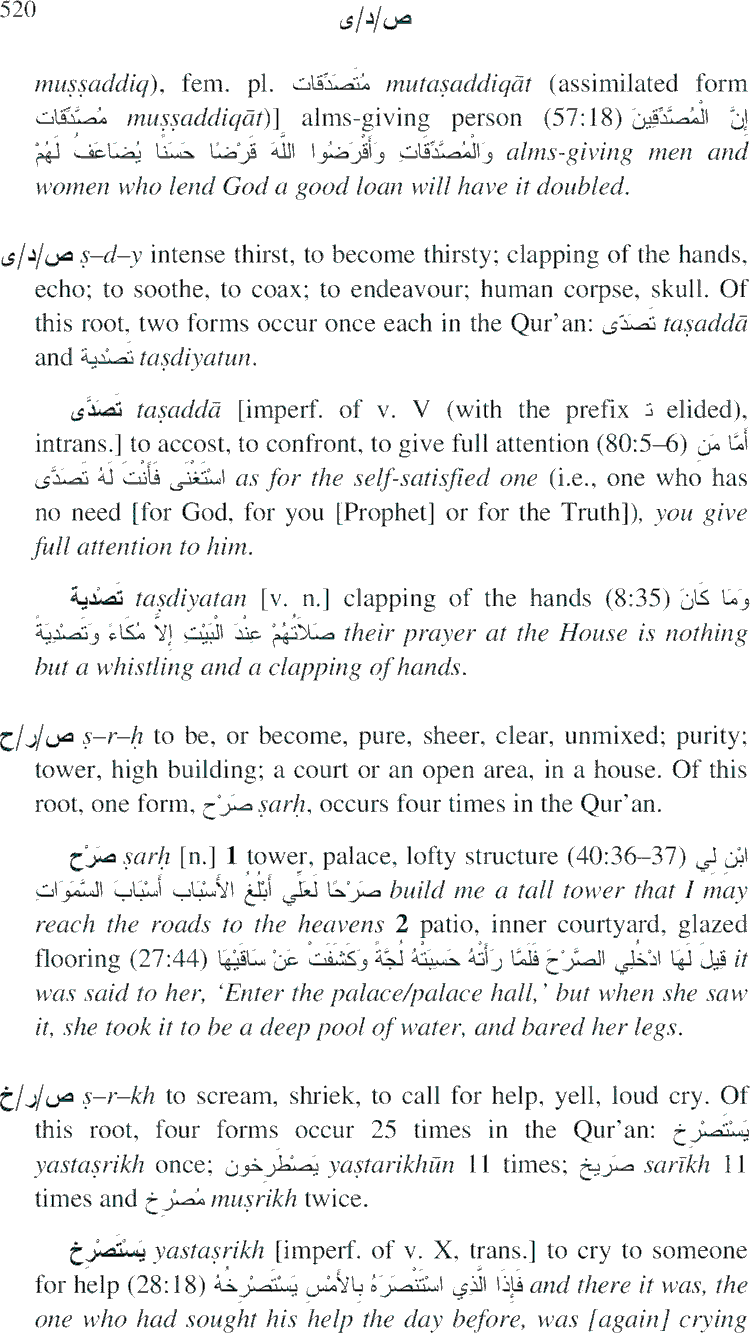 520
ص/د/ى
muṣṣaddiq), fem. pl. مُتَصَدِّقات mutaṣaddiqāt (assimilated form
مُصَّدِّقات muṣṣaddiqāt)] alms-giving person (57:18) إِنَّ الْمُصَّدِّقِينَ
وَالْمُصَّدِّقَاتِ وَأَقْرَضُوا اللَّهَ قَرْضًا حَسَنًا يُضَاعَفُ لَهُمْ alms-giving men and
women who lend God a good loan will have it doubled.
ص/د/ى ṣ–d–y intense thirst, to become thirsty; clapping of the hands,
echo; to soothe, to coax; to endeavour; human corpse, skull. Of
this root, two forms occur once each in the Qur’an: تَصَدّى taṣaddā
and تَصْدية taṣdiyatun.
تَصَدَّى taṣaddā [imperf. of v. V (with the prefix تـ elided),
intrans.] to accost, to confront, to give full attention (80:5–6) أَمَّا مَنِ
اسْتَغْنَى فَأَنْتَ لَهُ تَصَدَّى as for the self-satisfied one (i.e., one who has
no need [for God, for you [Prophet] or for the Truth]), you give
full attention to him.
تَصْدية taṣdiyatan [v. n.] clapping of the hands (8:35) وَمَا كَانَ
صَلَاتُهُمْ عِنْدَ الْبَيْتِ إِلَّا مُكَاءً وَتَصْدِيَةً their prayer at the House is nothing
but a whistling and a clapping of hands.
ص/ر/ح ṣ–r–ḥ to be, or become, pure, sheer, clear, unmixed; purity;
tower, high building; a court or an open area, in a house. Of this
root, one form, صَرْح ṣarḥ, occurs four times in the Qur’an.
صَرْح ṣarḥ [n.] 1 tower, palace, lofty structure (40:36–37) ابْنِ لِي
صَرْحًا لَعَلِّي أَبْلُغُ الأَسْبَاب أَسْبَابَ السَّمَوَاتِ build me a tall tower that I may
reach the roads to the heavens 2 patio, inner courtyard, glazed
flooring (27:44) قِيلَ لَهَا ادْخُلِي الصَّرْحَ فَلَمَّا رَأَتْهُ حَسِبَتْهُ لُجَّةً وَكَشَفَتْ عَنْ سَاقَيْهَا it
was said to her, ‘Enter the palace/palace hall,’ but when she saw
it, she took it to be a deep pool of water, and bared her legs.
ص/ر/خ ṣ–r–kh to scream, shriek, to call for help, yell, loud cry. Of
this root, four forms occur 25 times in the Qur’an: يَسْتَصْرِخ
yastaṣrikh once; يَصْطَرِخون yaṣtarikhūn 11 times; صَريخ sarīkh 11
times and مُصْرِخ muṣrikh twice.
يَسْتَصْرِخ yastaṣrikh [imperf. of v. X, trans.] to cry to someone
for help (28:18) فَإِذَا الَّذِي اسْتَنْصَرَهُ بِالأَمْسِ يَسْتَصْرِخُهُ and there it was, the
one who had sought his help the day before, was [again] crying